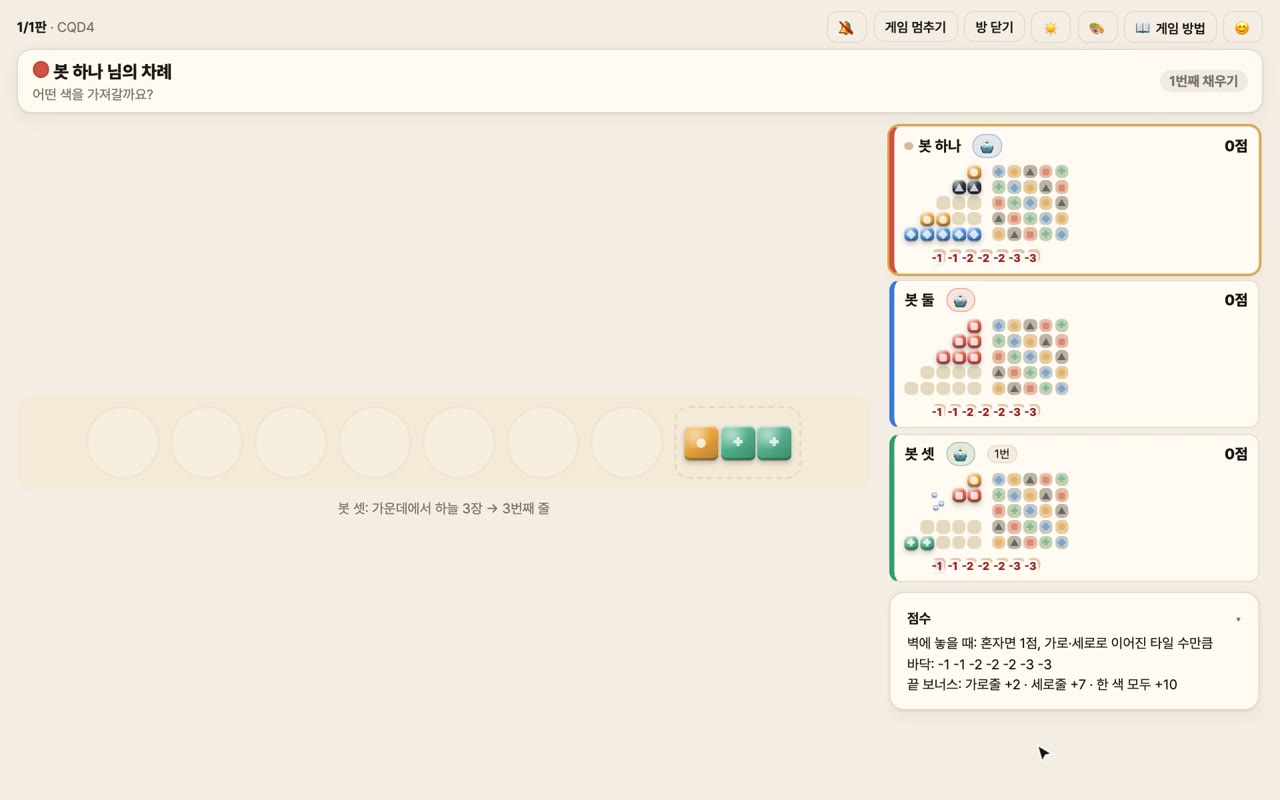 1/1판 · CQD4
게임 멈추기
방 닫기
게임 방법
봇 하나 님의 차례
어떤 색을 가져갈까요?
1번째 채우기
봇 셋: 가운데에서 하늘 3장 → 3번째 줄
봇 하나
0점
-1 -1 -2 -2 -2 -3 -3
봇 둘
0점
-1 -1 -2 -2 -2 -3 -3
봇 셋
1번
0점
-1 -1 -2 -2 -2 -3 -3
점수
벽에 놓을 때: 혼자면 1점, 가로·세로로 이어진 타일 수만큼
바닥: -1 -1 -2 -2 -2 -3 -3
끝 보너스: 가로줄 +2 · 세로줄 +7 · 한 색 모두 +10